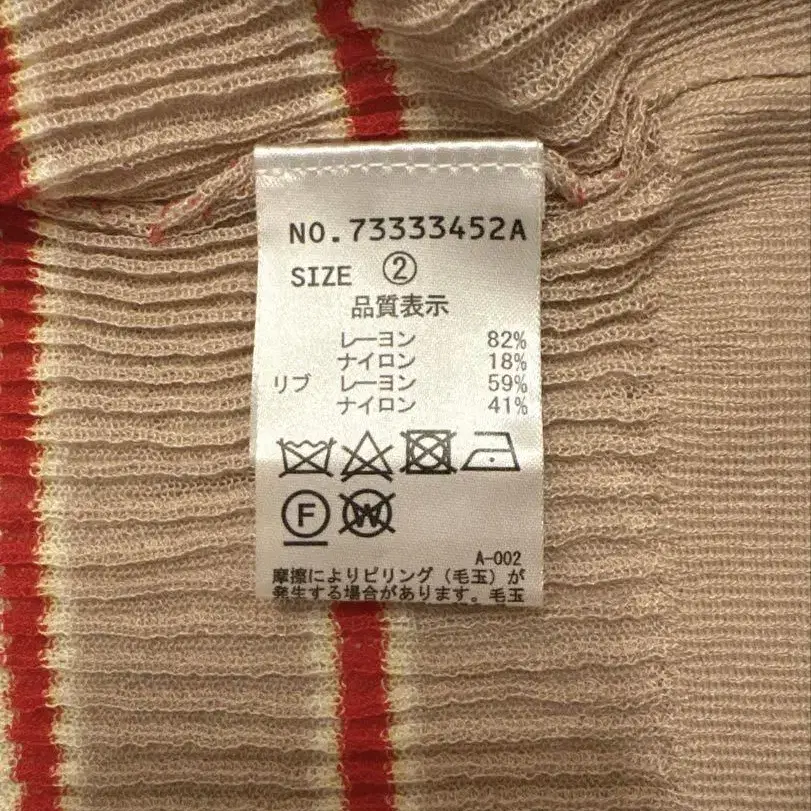 NO.73333452A
SIZE ②
品質表示
レーヨン 82%
ナイロン 18%
リブ レーヨン 59%
ナイロン 41%
F W
A-002
摩擦によりピリング（毛玉）が
発生する場合があります。毛玉